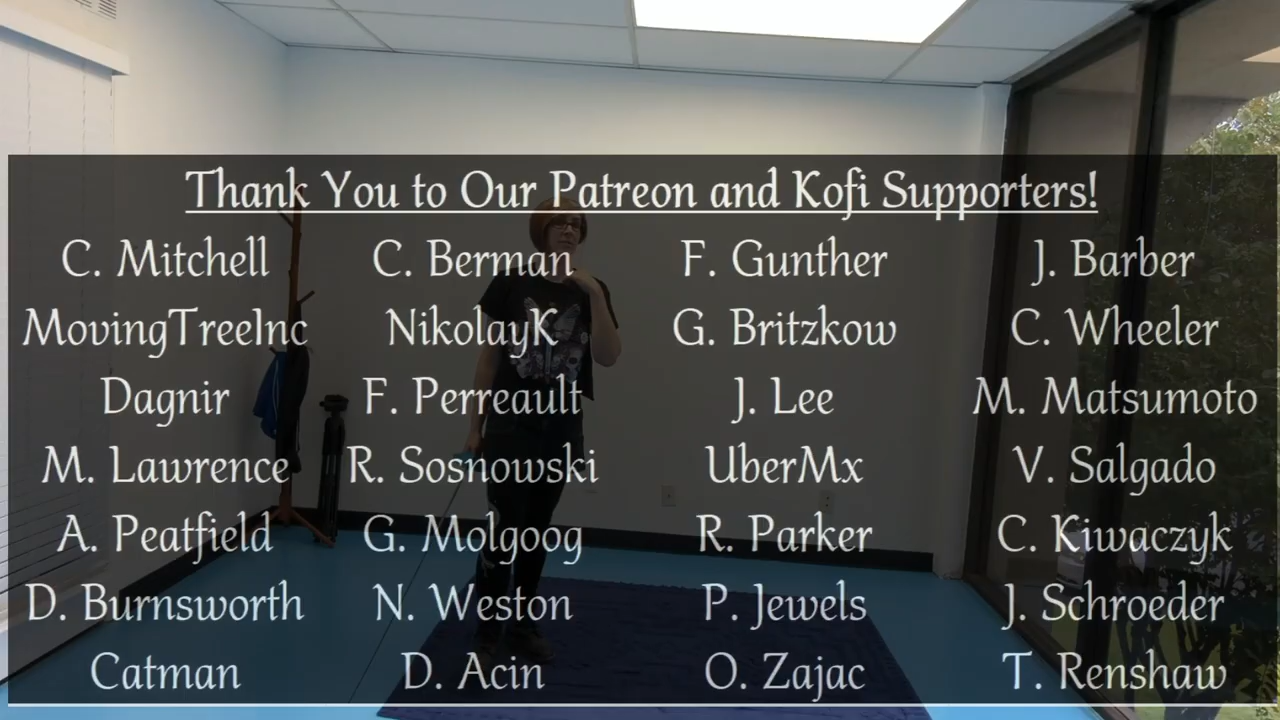 Thank You to Our Patreon and Kofi Supporters!
C. Mitchell C. Berman F. Gunther J. Barber
MovingTreeInc NikolayK G. Britzkow C. Wheeler
Dagnir F. Perreault J. Lee M. Matsumoto
M. Lawrence R. Sosnowski UberMx V. Salgado
A. Peatfield G. Molgoog R. Parker C. Kiwaczyk
D. Burnsworth N. Weston P. Jewels J. Schroeder
Catman D. Acin O. Zajac T. Renshaw